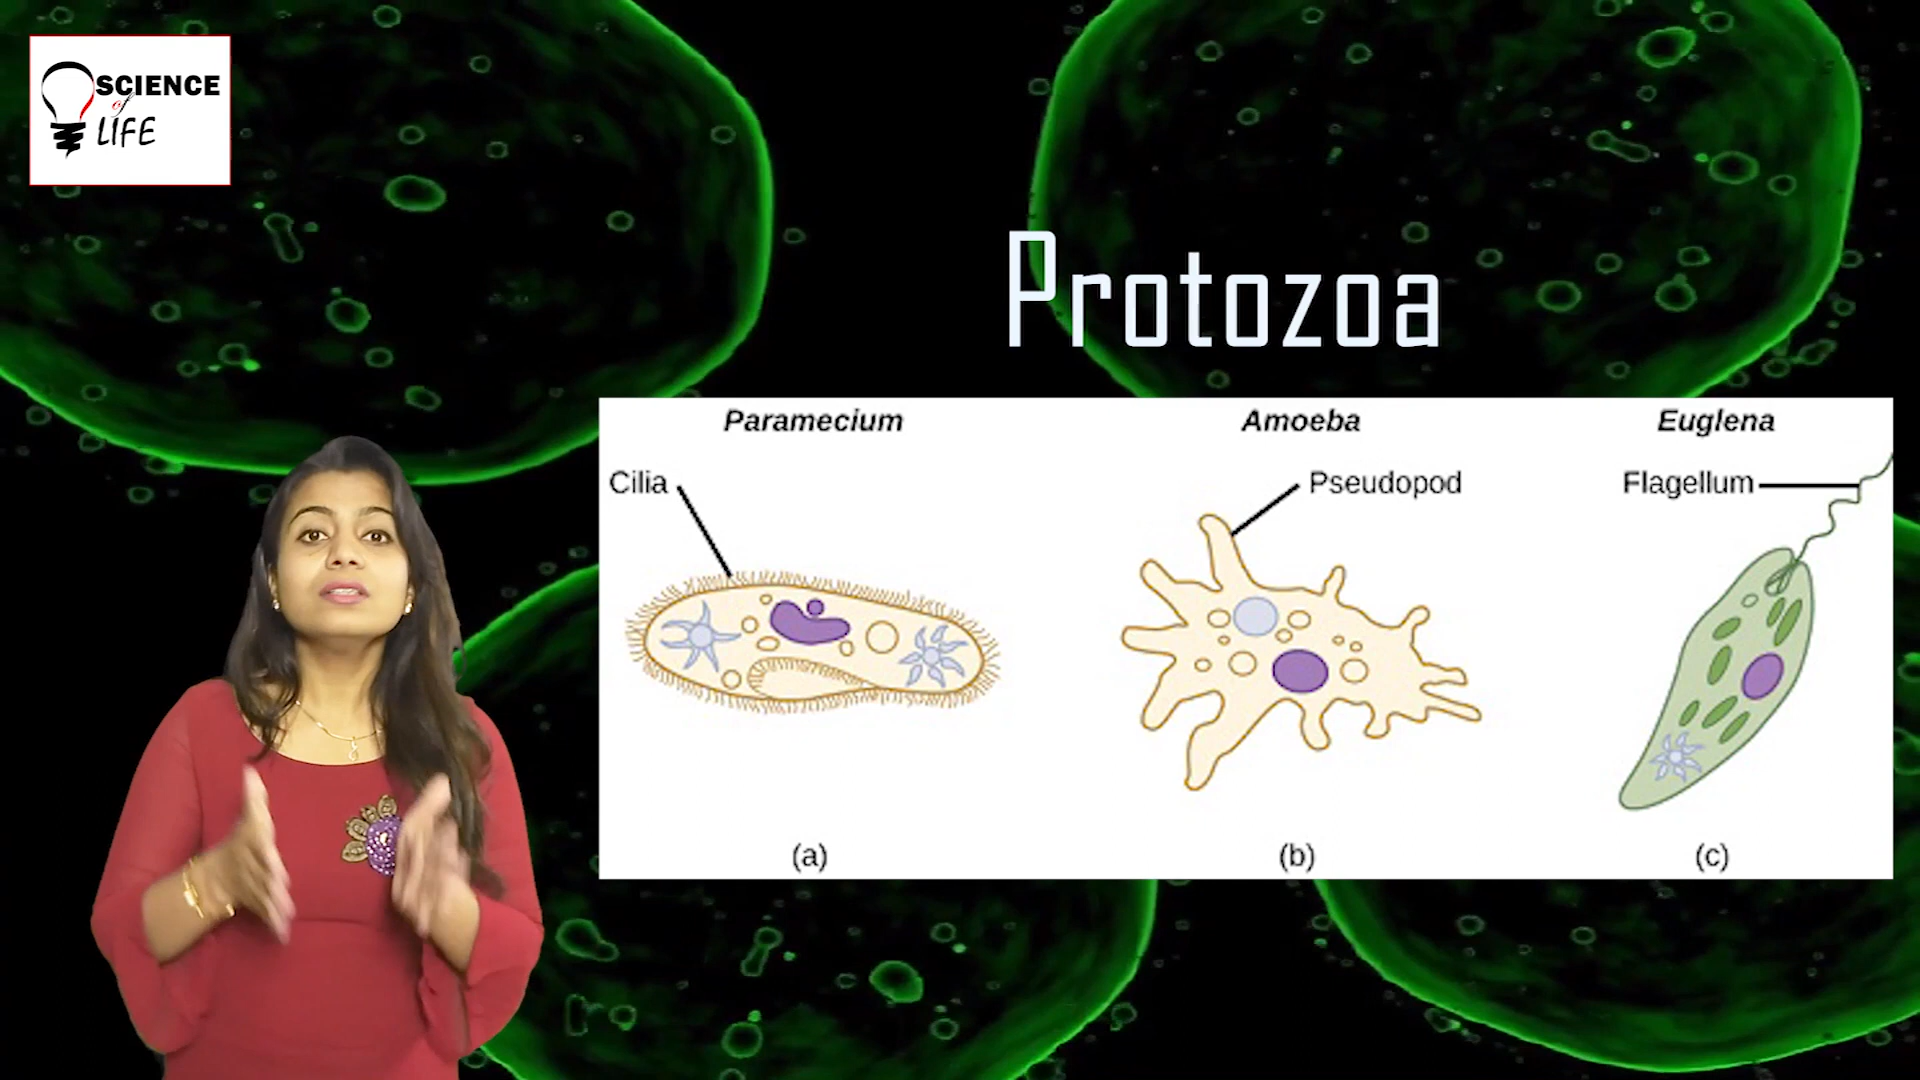 SCIENCE
of
LIFE
Protozoa
Paramecium Amoeba Euglena
Cilia Pseudopod Flagellum
(a) (b) (c)